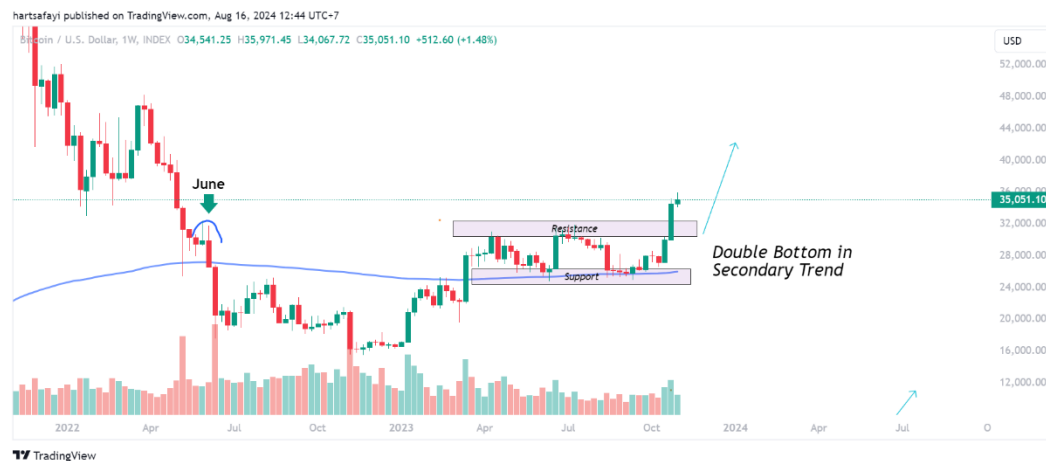 hartsafayi published on TradingView.com, Aug 16, 2024 12:44 UTC+7
Bitcoin / U.S. Dollar, 1W, INDEX O34,541.25 H35,971.45 L34,067.72 C35,051.10 +512.60 (+1.48%)
USD
52,000.00
48,000.00
44,000.00
40,000.00
36,000.00
35,051.10
32,000.00
28,000.00
24,000.00
20,000.00
16,000.00
12,000.00
June
Resistance
Support
Double Bottom in
Secondary Trend
2022 Apr Jul Oct 2023 Apr Jul Oct 2024 Apr Jul O
TradingView